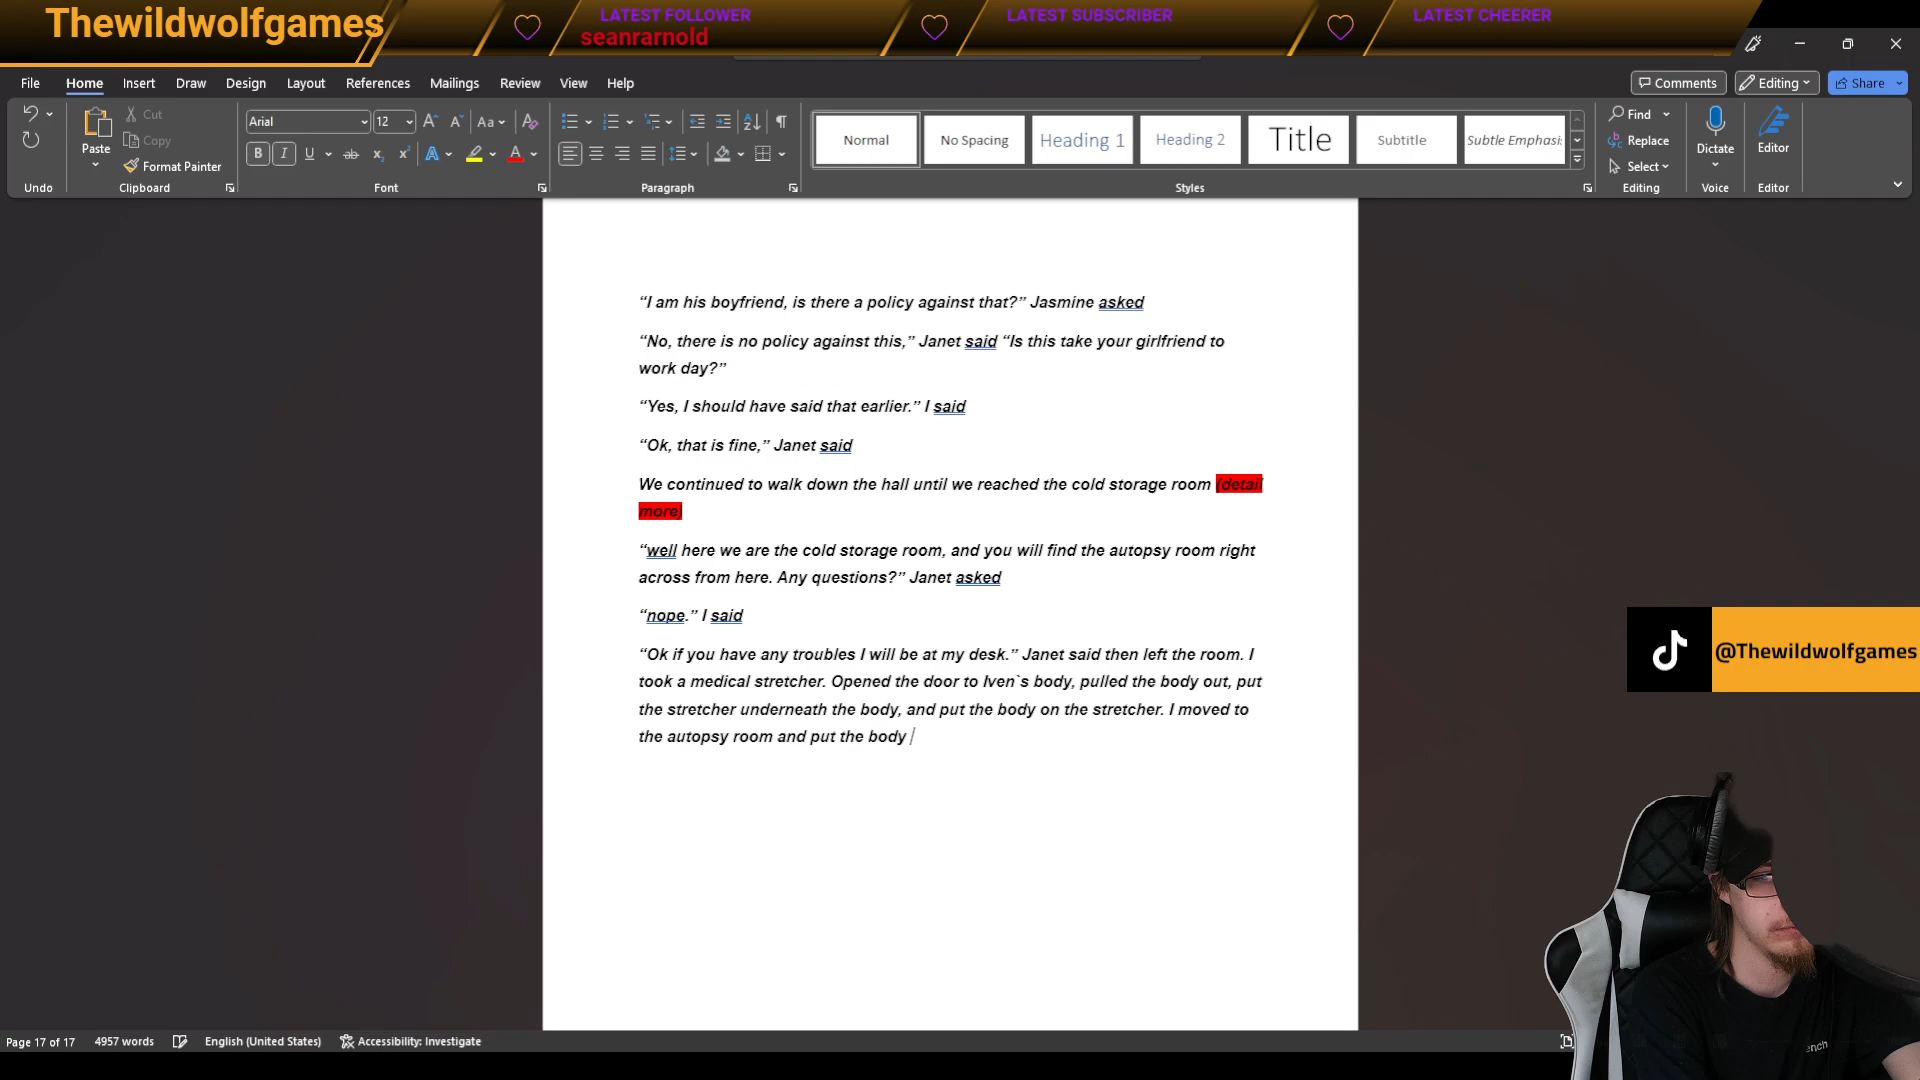 Thewildwolfgames
LATEST FOLLOWER
seanrarnold
LATEST SUBSCRIBER
LATEST CHEERER
File Home Insert Draw Design Layout References Mailings Review View Help
Comments Editing Share
Cut
Copy
Format Painter
Paste
Arial 12
Aa
B I U ab x₂ x² A A
Normal
No Spacing
Heading 1
Heading 2
Title
Subtitle
Subtle Emphasi
Find
Replace
Select
Dictate
Editor
Undo Clipboard Font Paragraph Styles Editing Voice Editor
“I am his boyfriend, is there a policy against that?” Jasmine asked
“No, there is no policy against this,” Janet said “Is this take your girlfriend to
work day?”
“Yes, I should have said that earlier.” I said
“Ok, that is fine,” Janet said
We continued to walk down the hall until we reached the cold storage room (detail
more)
“well here we are the cold storage room, and you will find the autopsy room right
across from here. Any questions?” Janet asked
“nope.” I said
“Ok if you have any troubles I will be at my desk.” Janet said then left the room. I
took a medical stretcher. Opened the door to Iven`s body, pulled the body out, put
the stretcher underneath the body, and put the body on the stretcher. I moved to
the autopsy room and put the body
@Thewildwolfgames
Page 17 of 17 4957 words English (United States) Accessibility: Investigate